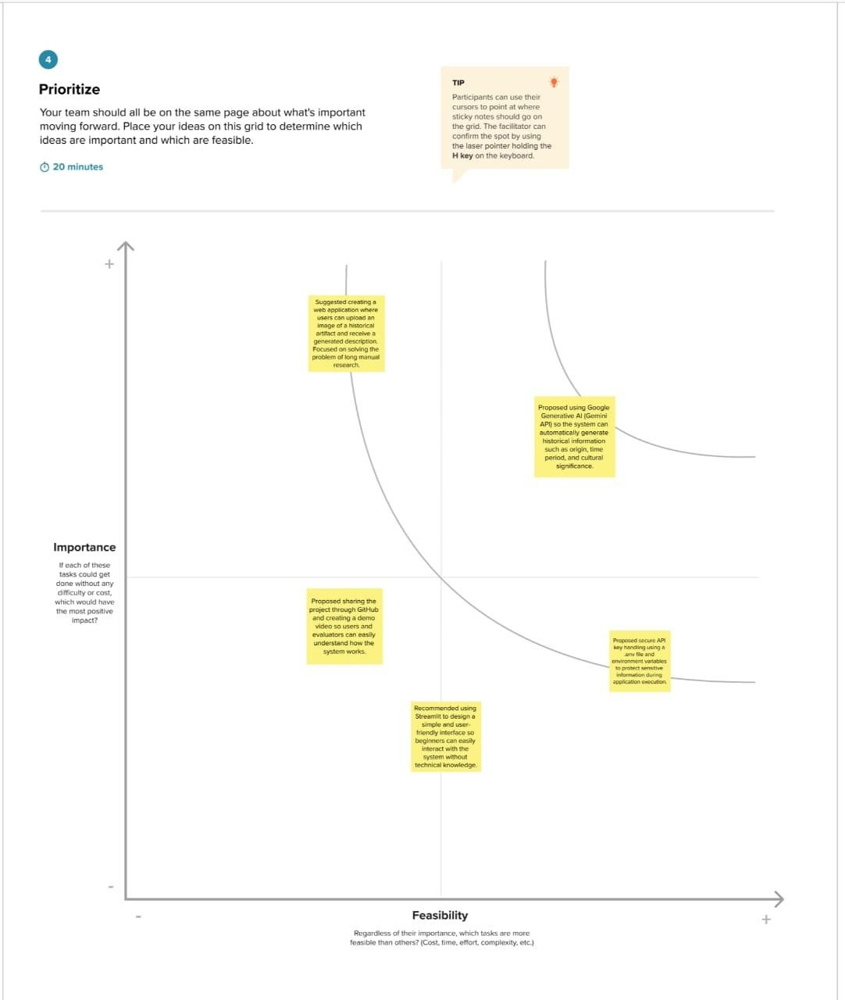 4
Prioritize
Your team should all be on the same page about what's important
moving forward. Place your ideas on this grid to determine which
ideas are important and which are feasible.
20 minutes
TIP
Participants can use their
cursors to point at where
sticky notes should go on
the grid. The facilitator can
confirm the spot by using
the laser pointer holding the
H key on the keyboard.
+
Suggested creating a
web application where
users can upload an
image of a historical
artifact and receive a
generated description.
Focused on solving the
problem of long manual
research.
Proposed using Google
Generative AI (Gemini
API) so the system can
automatically generate
historical information
such as origin, time
period, and cultural
significance.
Importance
If each of these
tasks could get
done without any
difficulty or cost,
which would have
the most positive
impact?
Proposed sharing the
project through GitHub
and creating a demo
video so users and
evaluators can easily
understand how the
system works.
Proposed secure API
key handling using a
.env file and
environment variables
to protect sensitive
information during
application execution.
Recommended using
Streamlit to design a
simple and user-
friendly interface so
beginners can easily
interact with the
system without
technical knowledge.
-
-
Feasibility
+
Regardless of their importance, which tasks are more
feasible than others? (Cost, time, effort, complexity, etc.)